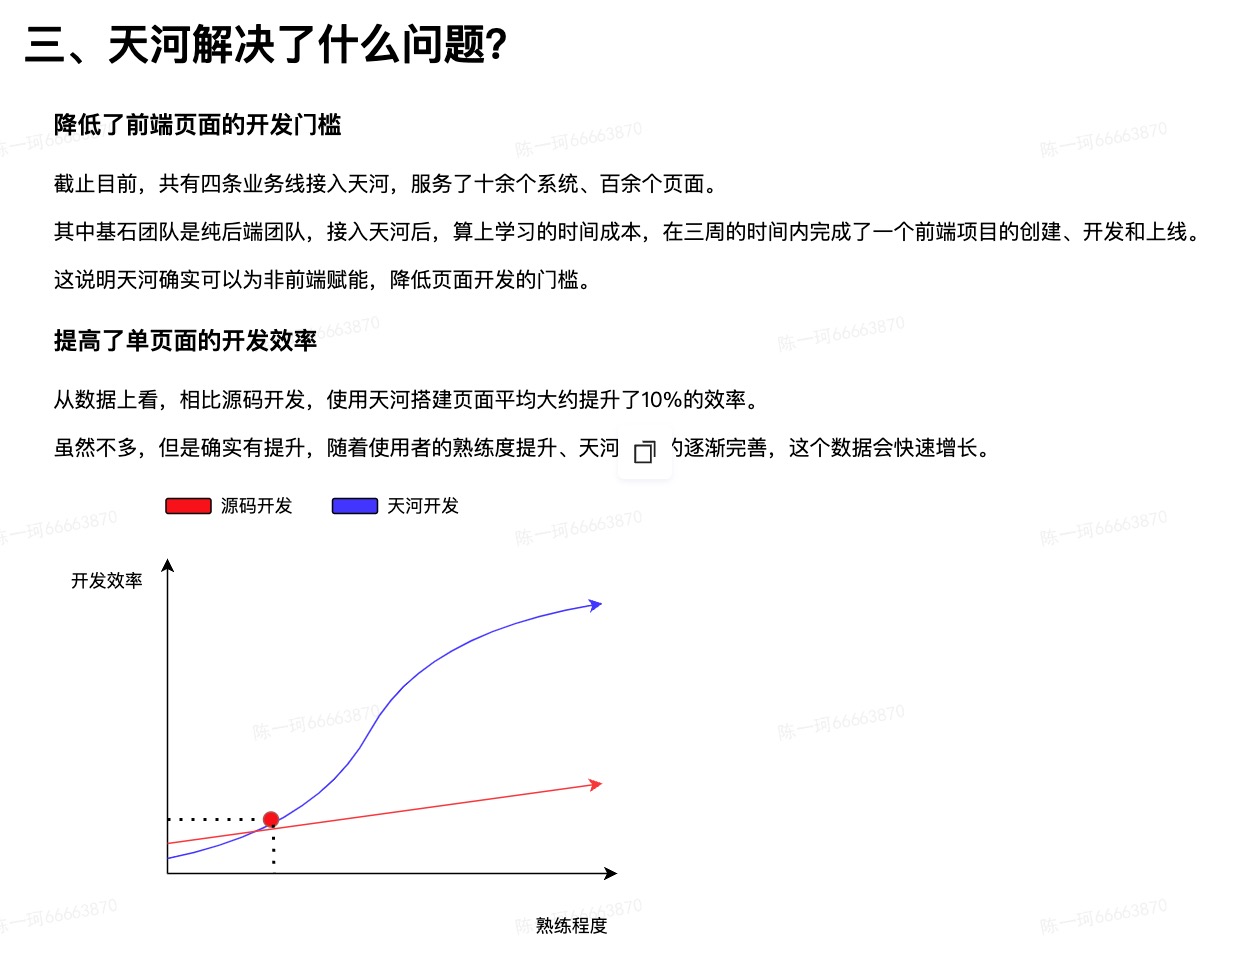 三、天河解决了什么问题？
降低了前端页面的开发门槛
截止目前，共有四条业务线接入天河，服务了十余个系统、百余个页面。
其中基石团队是纯后端团队，接入天河后，算上学习的时间成本，在三周的时间内完成了一个前端项目的创建、开发和上线。
这说明天河确实可以为非前端赋能，降低页面开发的门槛。
提高了单页面的开发效率
从数据上看，相比源码开发，使用天河搭建页面平均大约提升了10%的效率。
虽然不多，但是确实有提升，随着使用者的熟练度提升、天河 的逐渐完善，这个数据会快速增长。
源码开发 天河开发
开发效率
熟练程度
陈一珂66663870
陈一珂66663870
陈一珂66663870
66663870
陈一珂66663870
陈一珂66663870
陈一珂66663870
陈一珂66663870
陈一珂66663870
陈一珂66663870
陈一珂66663870
陈一珂66663870
陈一珂66663870